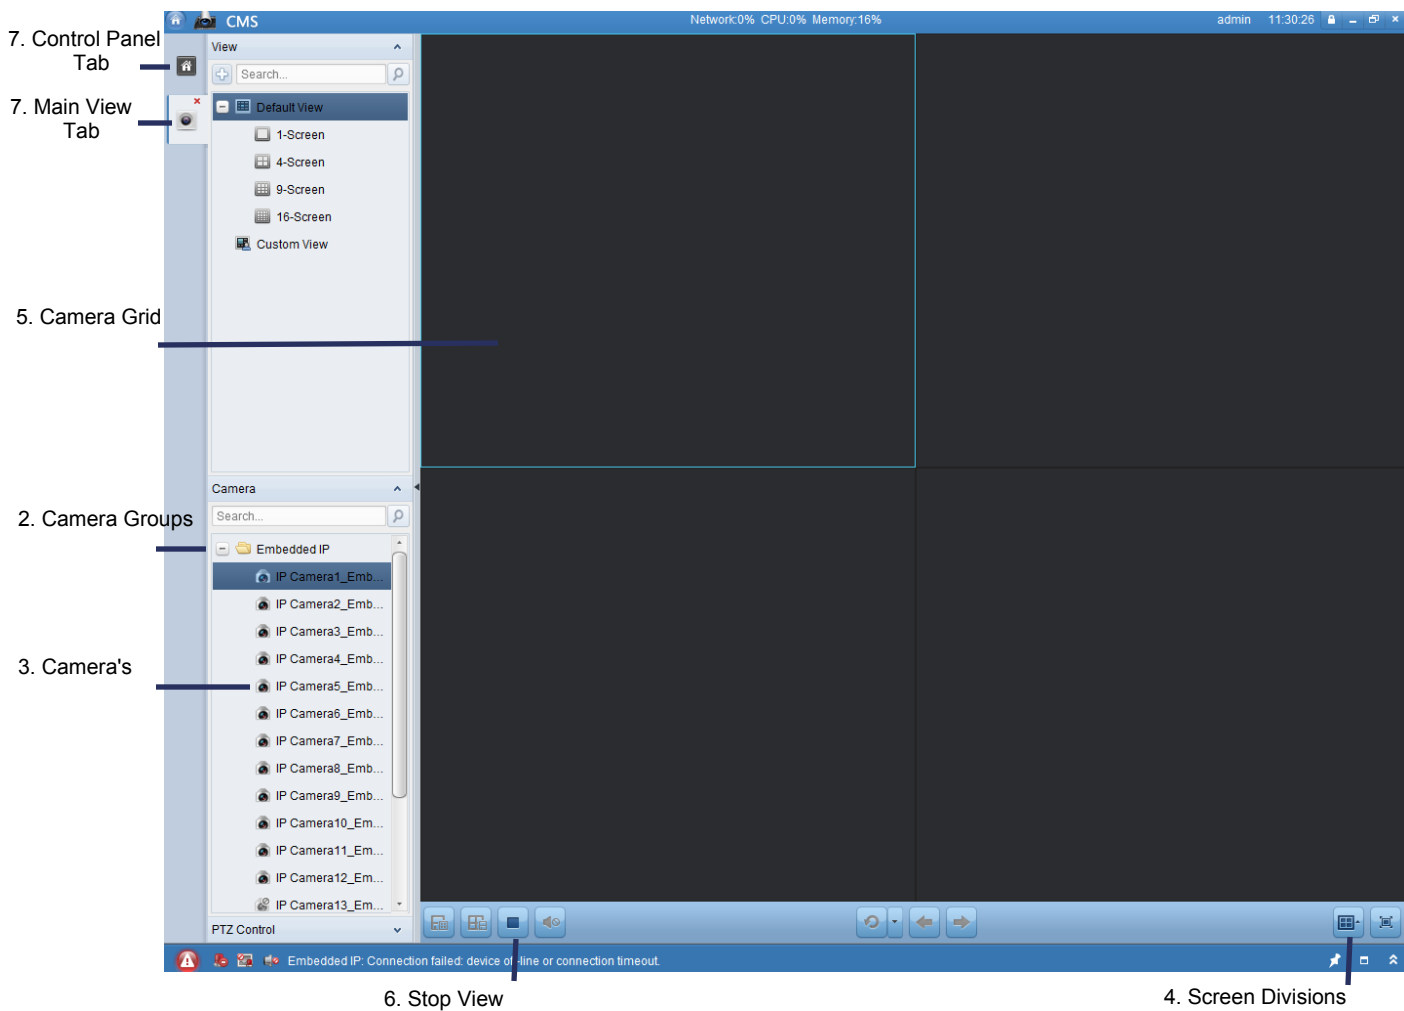 CMS
Network:0% CPU:0% Memory:16%
admin 11:30:26
7. Control Panel
Tab
7. Main View
Tab
View
Search...
Default View
1-Screen
4-Screen
9-Screen
16-Screen
Custom View
5. Camera Grid
Camera
Search...
2. Camera Groups
Embedded IP
IP Camera1_Emb...
IP Camera2_Emb...
IP Camera3_Emb...
IP Camera4_Emb...
3. Camera's
IP Camera5_Emb...
IP Camera6_Emb...
IP Camera7_Emb...
IP Camera8_Emb...
IP Camera9_Emb...
IP Camera10_Em...
IP Camera11_Em...
IP Camera12_Em...
IP Camera13_Em...
PTZ Control
Embedded IP: Connection failed: device off-line or connection timeout.
6. Stop View
4. Screen Divisions